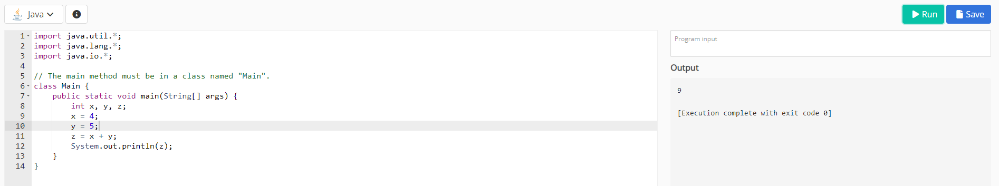 Java
Run
Save
1 import java.util.*;
2 import java.lang.*;
3 import java.io.*;
4
5 // The main method must be in a class named "Main".
6 class Main {
7     public static void main(String[] args) {
8         int x, y, z;
9         x = 4;
10         y = 5;
11         z = x + y;
12         System.out.println(z);
13     }
14 }
Program input
Output
9
[Execution complete with exit code 0]